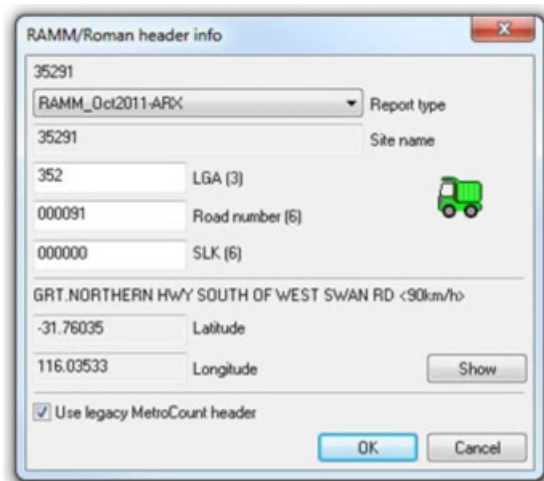 RAMM/Roman header info
35291
RAMM_Oct2011-ARX Report type
35291 Site name
352 LGA (3)
000091 Road number (6)
000000 SLK (6)
GRT.NORTHERN HWY SOUTH OF WEST SWAN RD <90km/h>
-31.76035 Latitude
116.03533 Longitude Show
Use legacy MetroCount header
OK Cancel